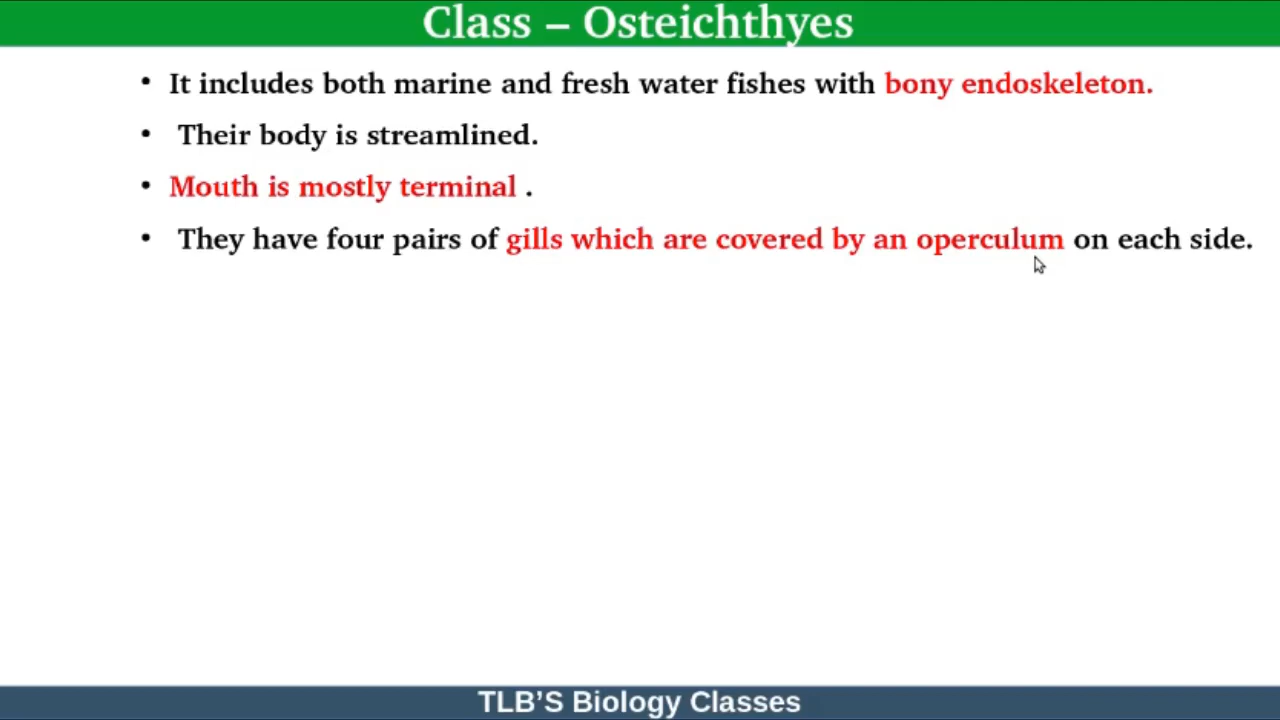 Class – Osteichthyes
• It includes both marine and fresh water fishes with bony endoskeleton.
• Their body is streamlined.
• Mouth is mostly terminal .
• They have four pairs of gills which are covered by an operculum on each side.
TLB’S Biology Classes